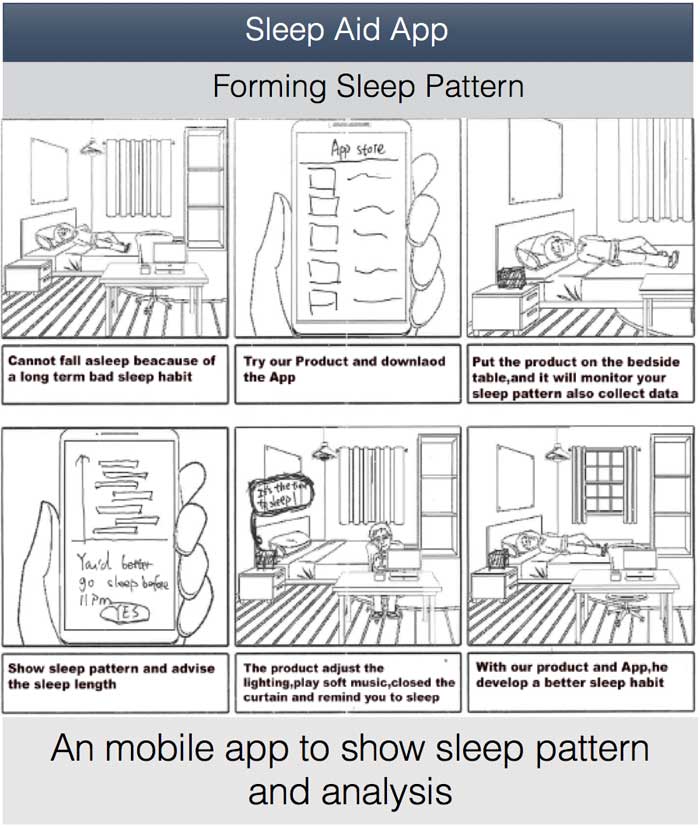 Sleep Aid App
Forming Sleep Pattern
App store
Cannot fall asleep beacause of
a long term bad sleep habit
Try our Product and downlaod
the App
Put the product on the bedside
table,and it will monitor your
sleep pattern also collect data
You'd better
go sleep before
11 pm
YES
It's the time
to sleep!
Show sleep pattern and advise
the sleep length
The product adjust the
lighting,play soft music,closed the
curtain and remind you to sleep
With our product and App,he
develop a better sleep habit
An mobile app to show sleep pattern
and analysis